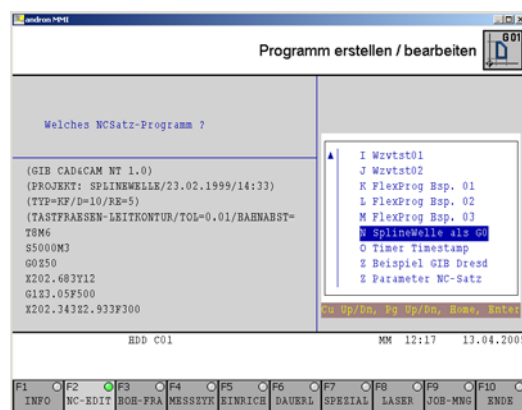 andron MMI
Programm erstellen / bearbeiten
G01
Welches NCSatz-Programm ?
(GIB CAD&CAM NT 1.0)
(PROJEKT: SPLINEWELLE/23.02.1999/14:33)
(TYP=KF/D=10/RE=5)
(TASTFRAESEN-LEITKONTUR/TOL=0.01/BAHNABST=
T8M6
S5000M3
G0Z50
X202.683Y12
G1Z3.05F500
X202.343Z2.933F300
I Wzvtst01
J Wzvtst02
K FlexProg Bsp. 01
L FlexProg Bsp. 02
M FlexProg Bsp. 03
N SplineWelle als G0
O Timer Timestamp
Z Beispiel GIB Dresd
Z Parameter NC-Satz
Cu Up/Dn, Pg Up/Dn, Home, Enter
HDD C01 MM 12:17 13.04.200
F1 INFO
F2 NC-EDIT
F3 BOH-FRA
F4 MESSZYK
F5 EINRICH
F6 DAUERL
F7 SPEZIAL
F8 LASER
F9 JOB-MNG
F10 ENDE